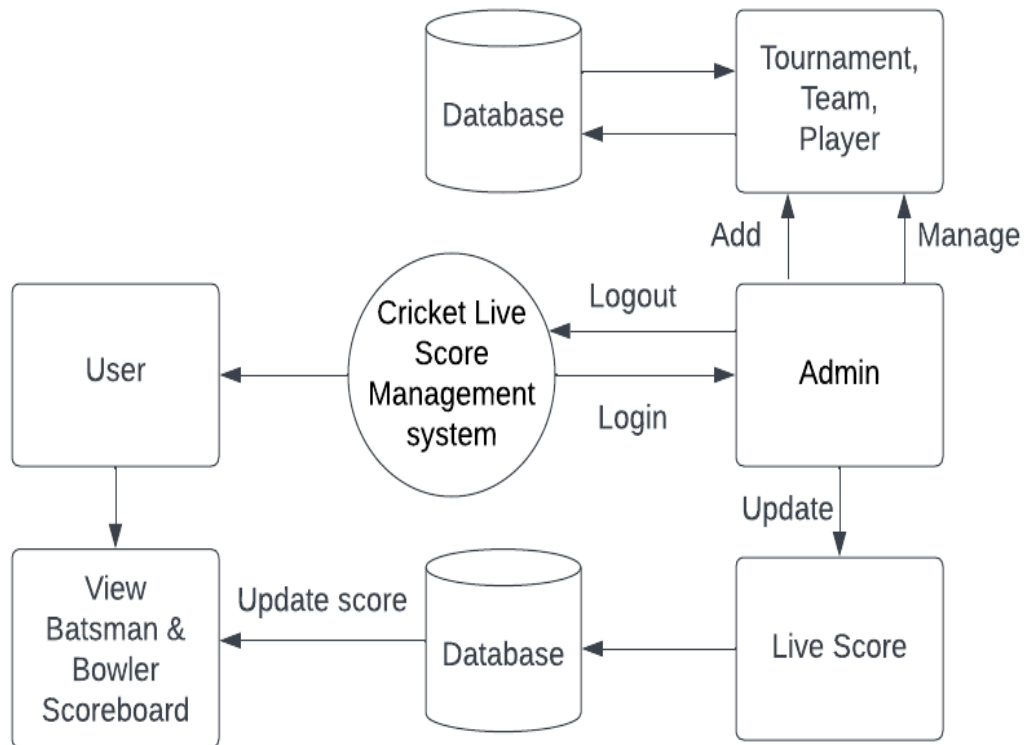 Database
Tournament,
Team,
Player
Add
Manage
User
Cricket Live
Score
Management
system
Logout
Login
Admin
Update
View
Batsman &
Bowler
Scoreboard
Update score
Database
Live Score